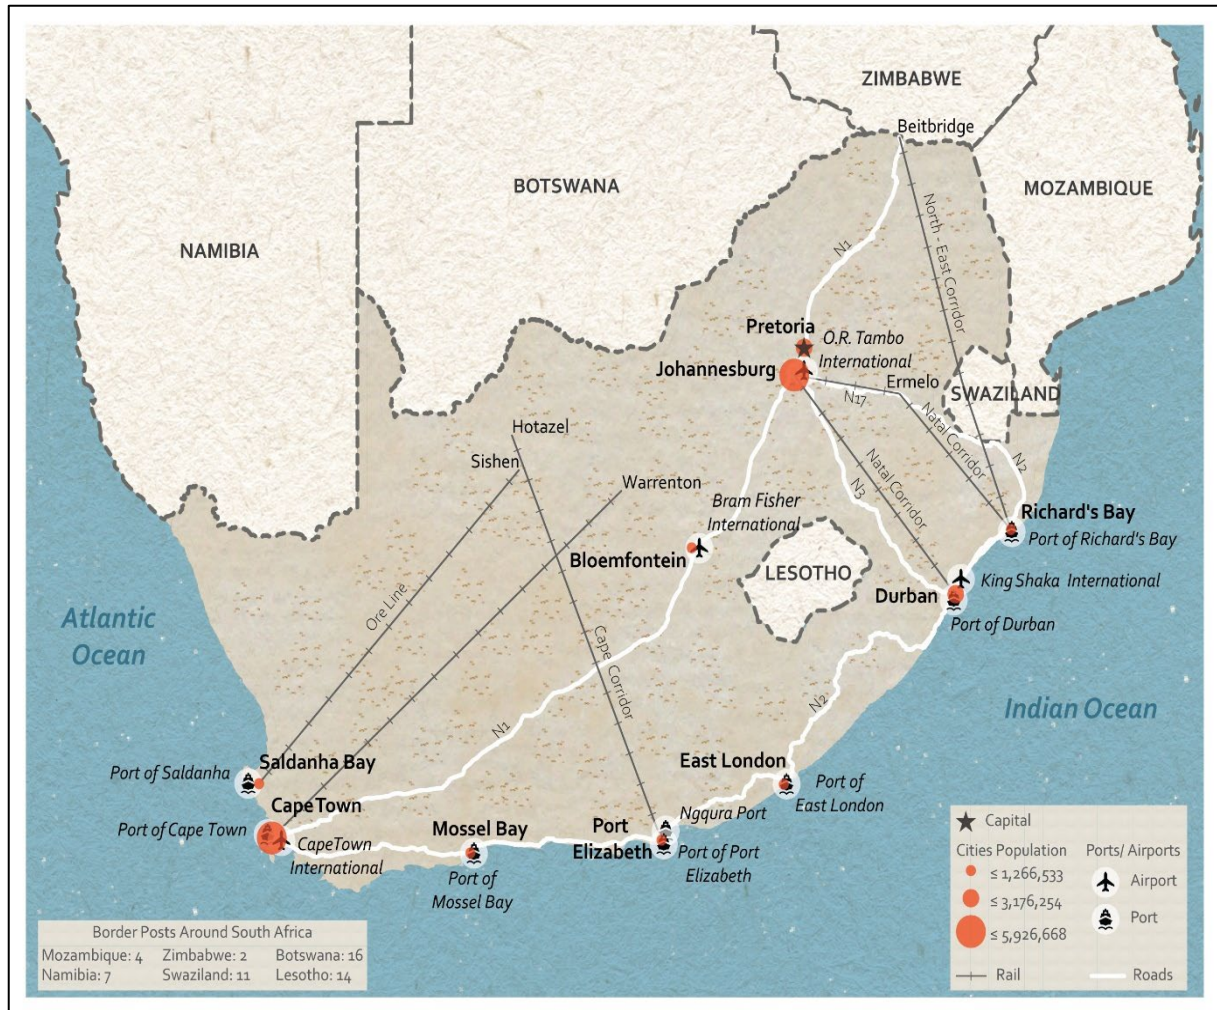 ZIMBABWE
Beitbridge
BOTSWANA
MOZAMBIQUE
NAMIBIA
North - East Corridor
N1
Pretoria
O.R. Tambo
International
Johannesburg
Ermelo
SWAZILAND
N17
Natal Corridor
N2
Hotazel
Sishen
Warrenton
Natal Corridor
N3
Bram Fisher
International
Richard's Bay
Port of Richard's Bay
Bloemfontein
LESOTHO
King Shaka International
Durban
Port of Durban
Atlantic
Ocean
Ore Line
Cape Corridor
N2
Indian Ocean
N1
Saldanha Bay
Port of Saldanha
East London
Port of
East London
Cape Town
Port of Cape Town
CapeTown
International
Mossel Bay
Port of
Mossel Bay
Ngqura Port
Port
Elizabeth
Port of Port
Elizabeth
Capital
Cities Population
≤ 1,266,533
≤ 3,176,254
≤ 5,926,668
Rail
Ports/ Airports
Airport
Port
Roads
Border Posts Around South Africa
Mozambique: 4 Zimbabwe: 2 Botswana: 16
Namibia: 7 Swaziland: 11 Lesotho: 14